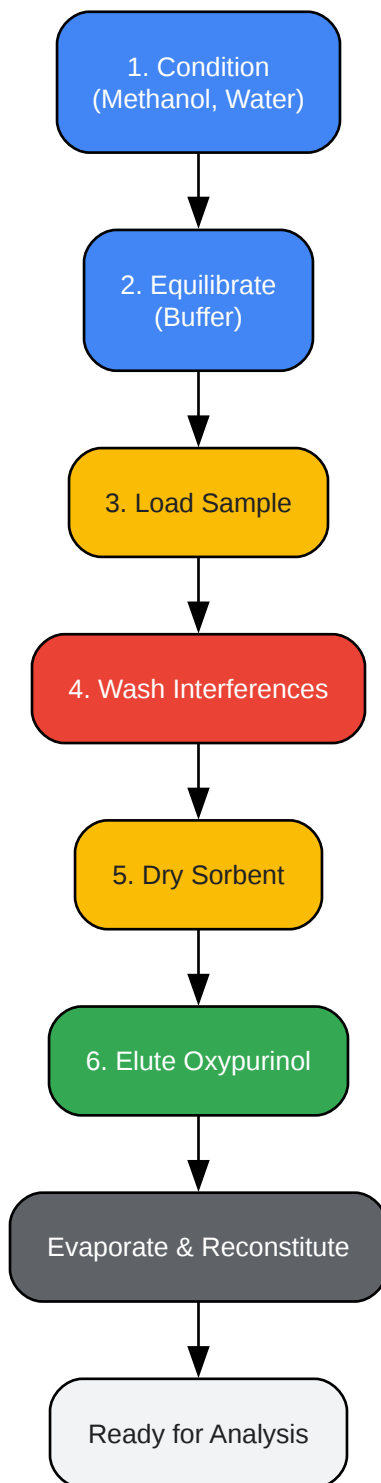 1. Condition
(Methanol, Water)
2. Equilibrate
(Buffer)
3. Load Sample
4. Wash Interferences
5. Dry Sorbent
6. Elute Oxypurinol
Evaporate & Reconstitute
Ready for Analysis